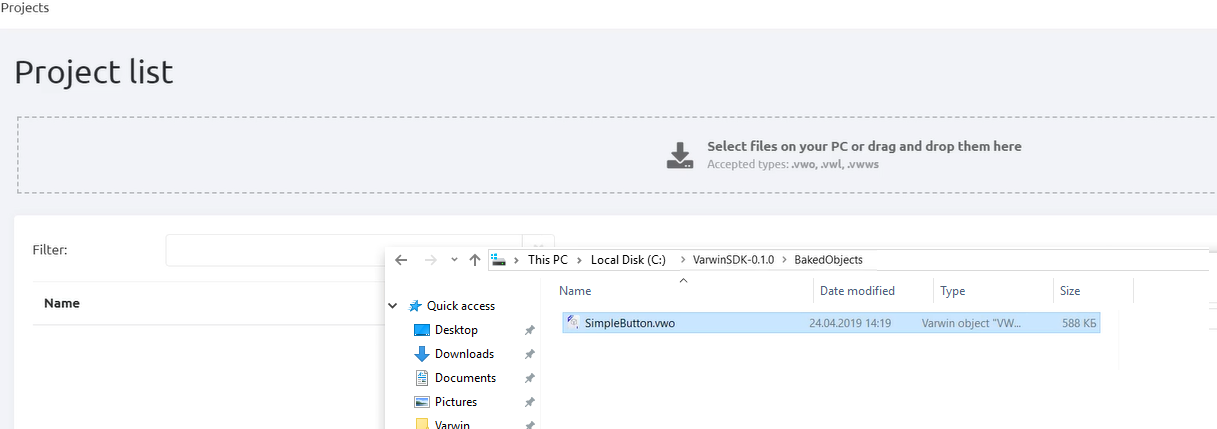 Projects
Project list
Select files on your PC or drag and drop them here
Accepted types: .vwo, .vwl, .vwws
Filter:
This PC > Local Disk (C:) > VarwinSDK-0.1.0 > BakedObjects
Name
Name Date modified Type Size
Quick access
SimpleButton.vwo 24.04.2019 14:19 Varwin object "VW... 588 КБ
Desktop
Downloads
Documents
Pictures
Varwin